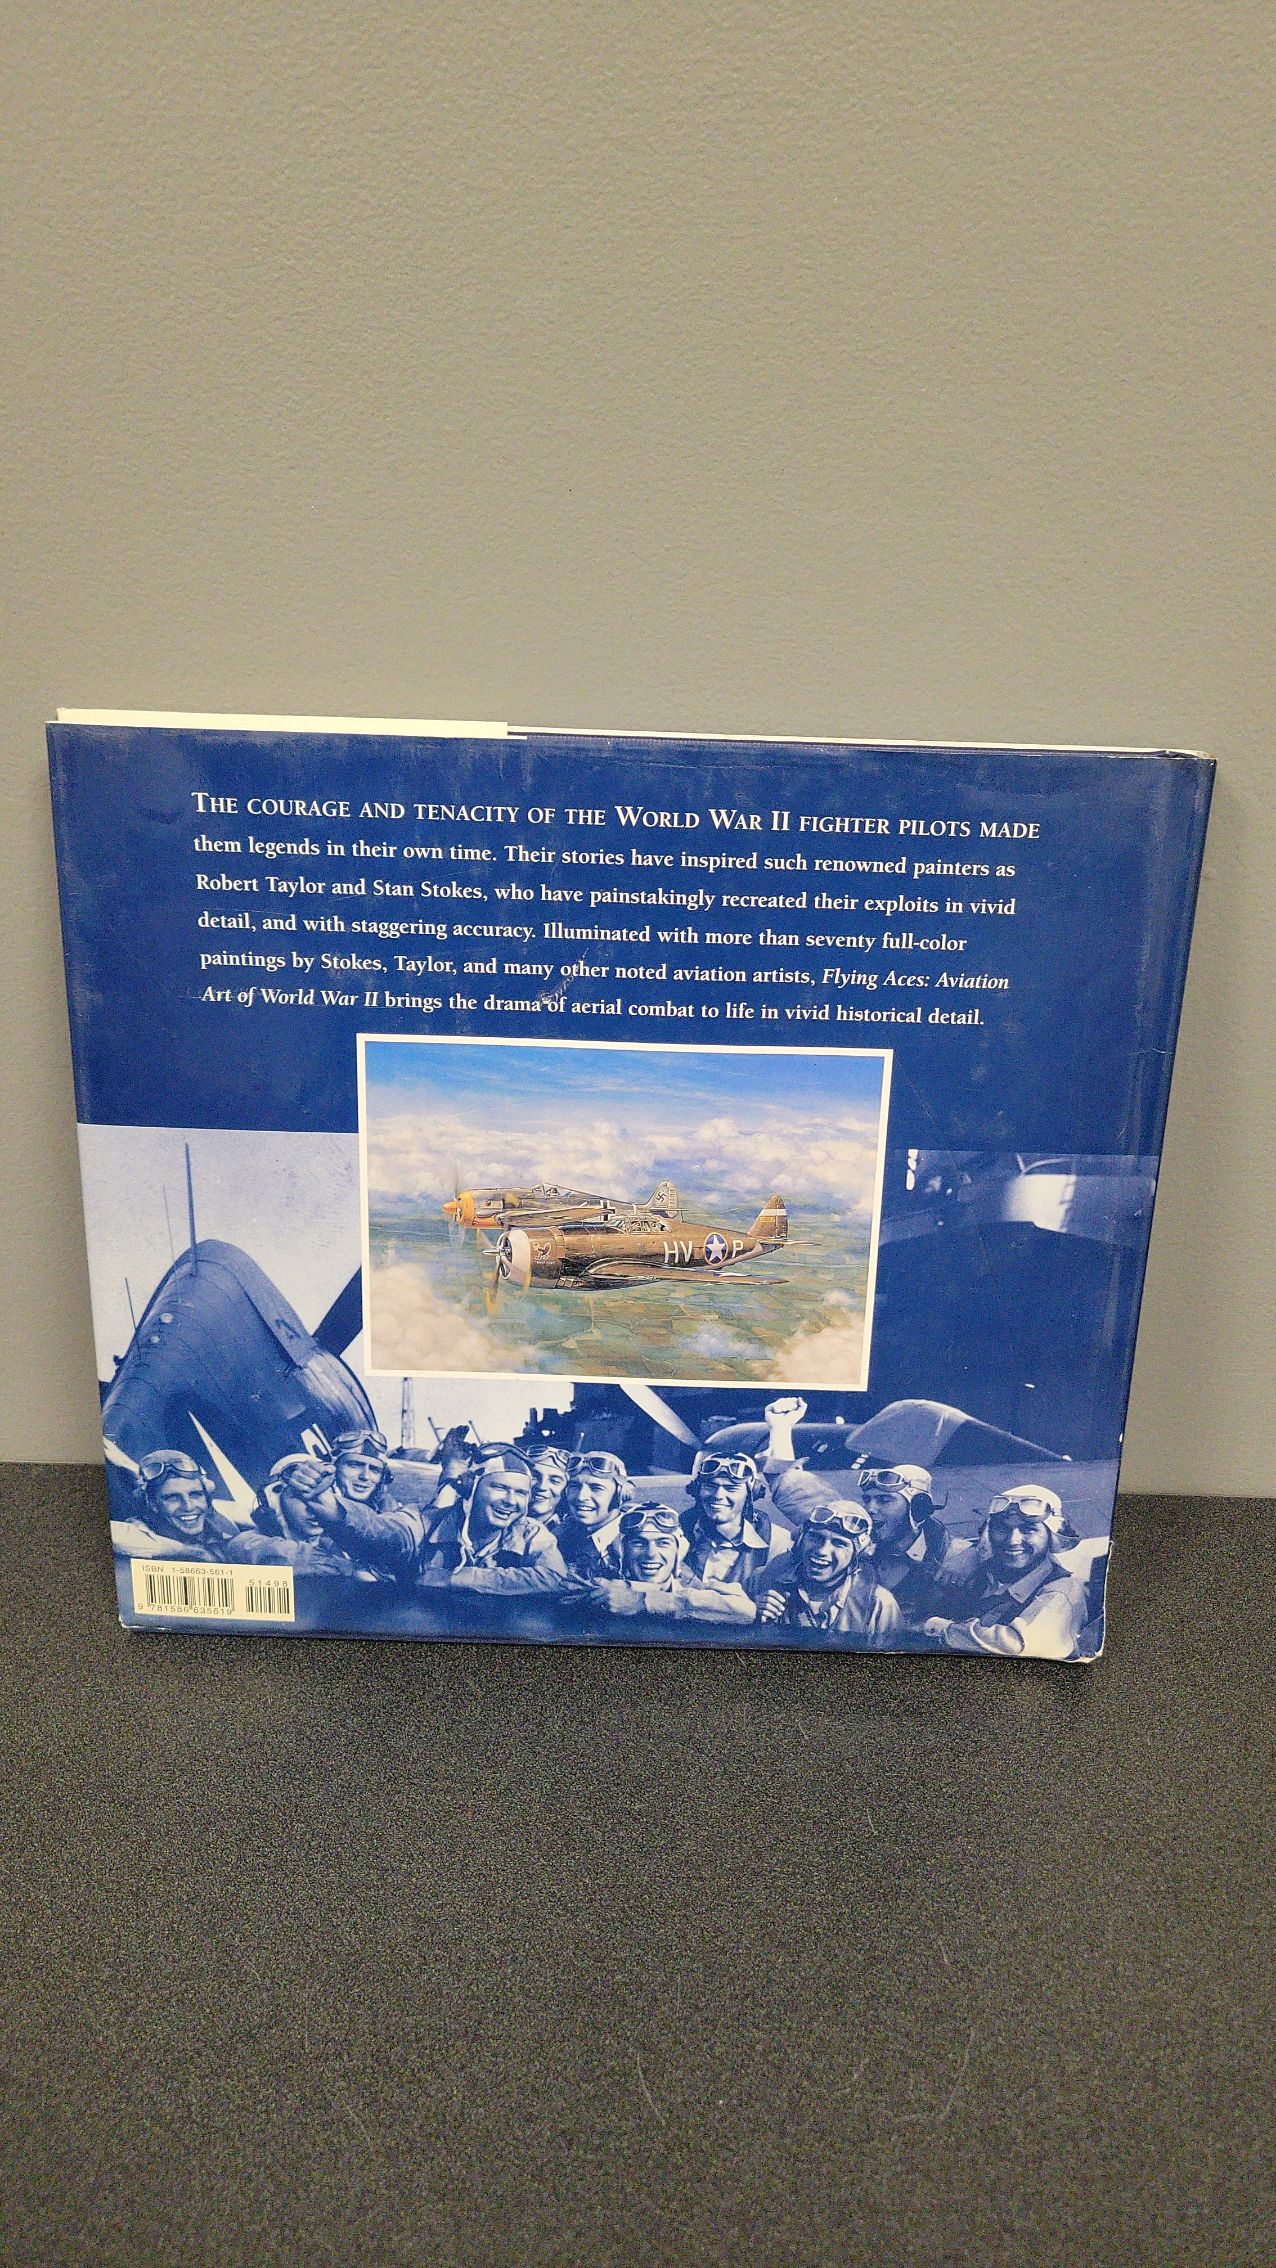 THE COURAGE AND TENACITY OF THE WORLD WAR II FIGHTER PILOTS MADE
them legends in their own time. Their stories have inspired such renowned painters as
Robert Taylor and Stan Stokes, who have painstakingly recreated their exploits in vivid
detail, and with staggering accuracy. Illuminated with more than seventy full-color
paintings by Stokes, Taylor, and many other noted aviation artists, Flying Aces: Aviation
Art of World War II brings the drama of aerial combat to life in vivid historical detail.
HV P
ISBN 1-58663-561-1
51498
9 781586 635619